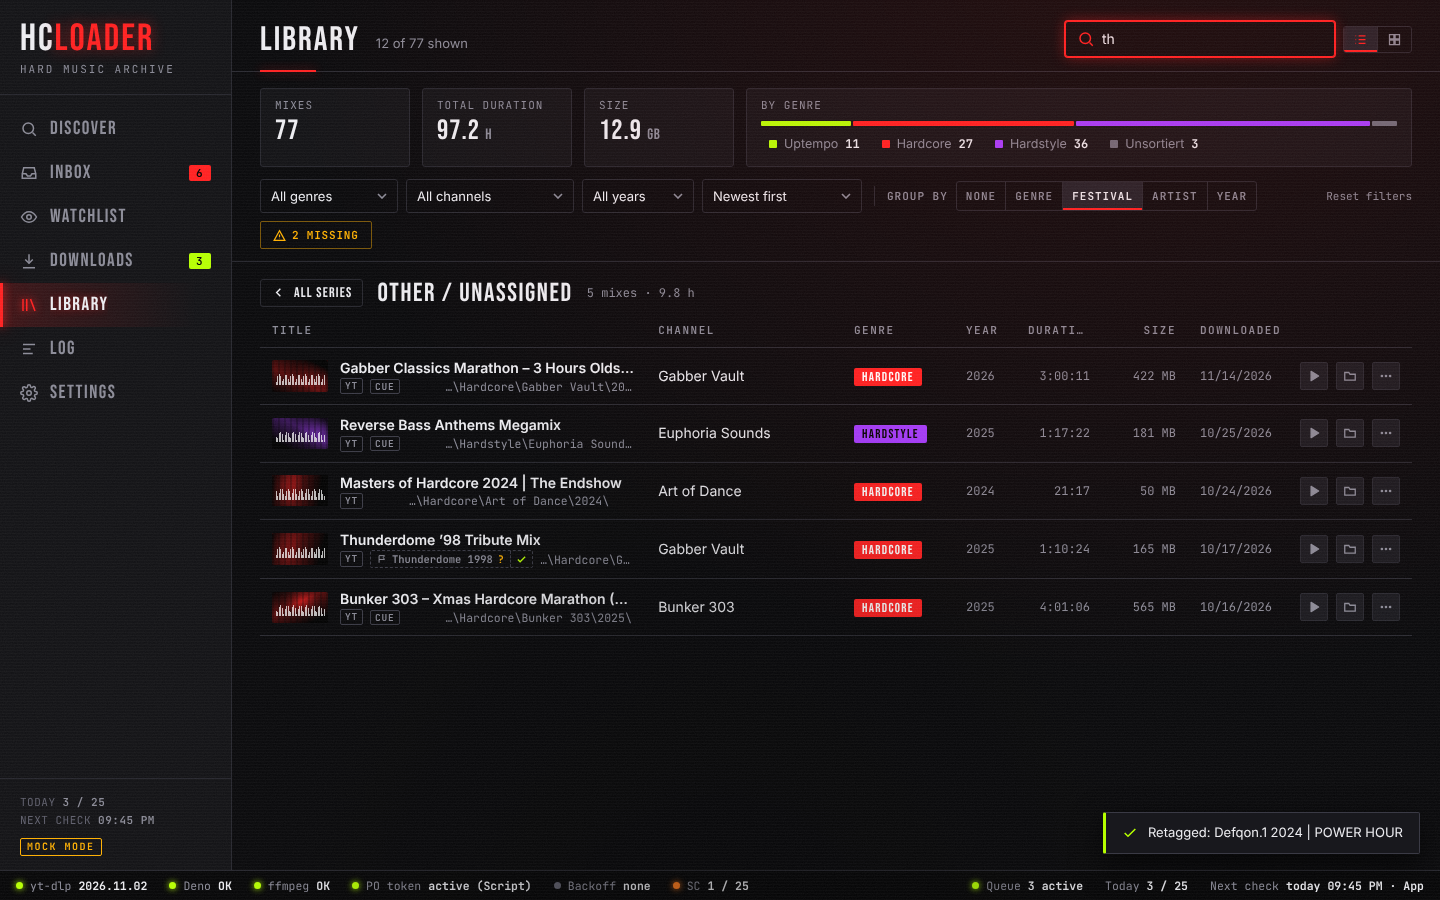 HCLOADER
HARD MUSIC ARCHIVE
DISCOVER
INBOX 6
WATCHLIST
DOWNLOADS 3
LIBRARY
LOG
SETTINGS
TODAY 3 / 25
NEXT CHECK 09:45 PM
MOCK MODE
LIBRARY 12 of 77 shown
th
MIXES
77
TOTAL DURATION
97.2 H
SIZE
12.9 GB
BY GENRE
Uptempo 11 Hardcore 27 Hardstyle 36 Unsortiert 3
All genres All channels All years Newest first GROUP BY NONE GENRE FESTIVAL ARTIST YEAR Reset filters
2 MISSING
ALL SERIES OTHER / UNASSIGNED 5 mixes · 9.8 h
TITLE CHANNEL GENRE YEAR DURATI… SIZE DOWNLOADED
Gabber Classics Marathon – 3 Hours Olds… Gabber Vault HARDCORE 2026 3:00:11 422 MB 11/14/2026
YT CUE …\Hardcore\Gabber Vault\20…
Reverse Bass Anthems Megamix Euphoria Sounds HARDSTYLE 2025 1:17:22 181 MB 10/25/2026
YT CUE …\Hardstyle\Euphoria Sound…
Masters of Hardcore 2024 | The Endshow Art of Dance HARDCORE 2024 21:17 50 MB 10/24/2026
YT …\Hardcore\Art of Dance\2024\
Thunderdome ’98 Tribute Mix Gabber Vault HARDCORE 2025 1:10:24 165 MB 10/17/2026
YT Thunderdome 1998 ? …\Hardcore\G…
Bunker 303 – Xmas Hardcore Marathon (… Bunker 303 HARDCORE 2025 4:01:06 565 MB 10/16/2026
YT CUE …\Hardcore\Bunker 303\2025\
Retagged: Defqon.1 2024 | POWER HOUR
yt-dlp 2026.11.02 Deno OK ffmpeg OK PO token active (Script) Backoff none SC 1 / 25 Queue 3 active Today 3 / 25 Next check today 09:45 PM · App